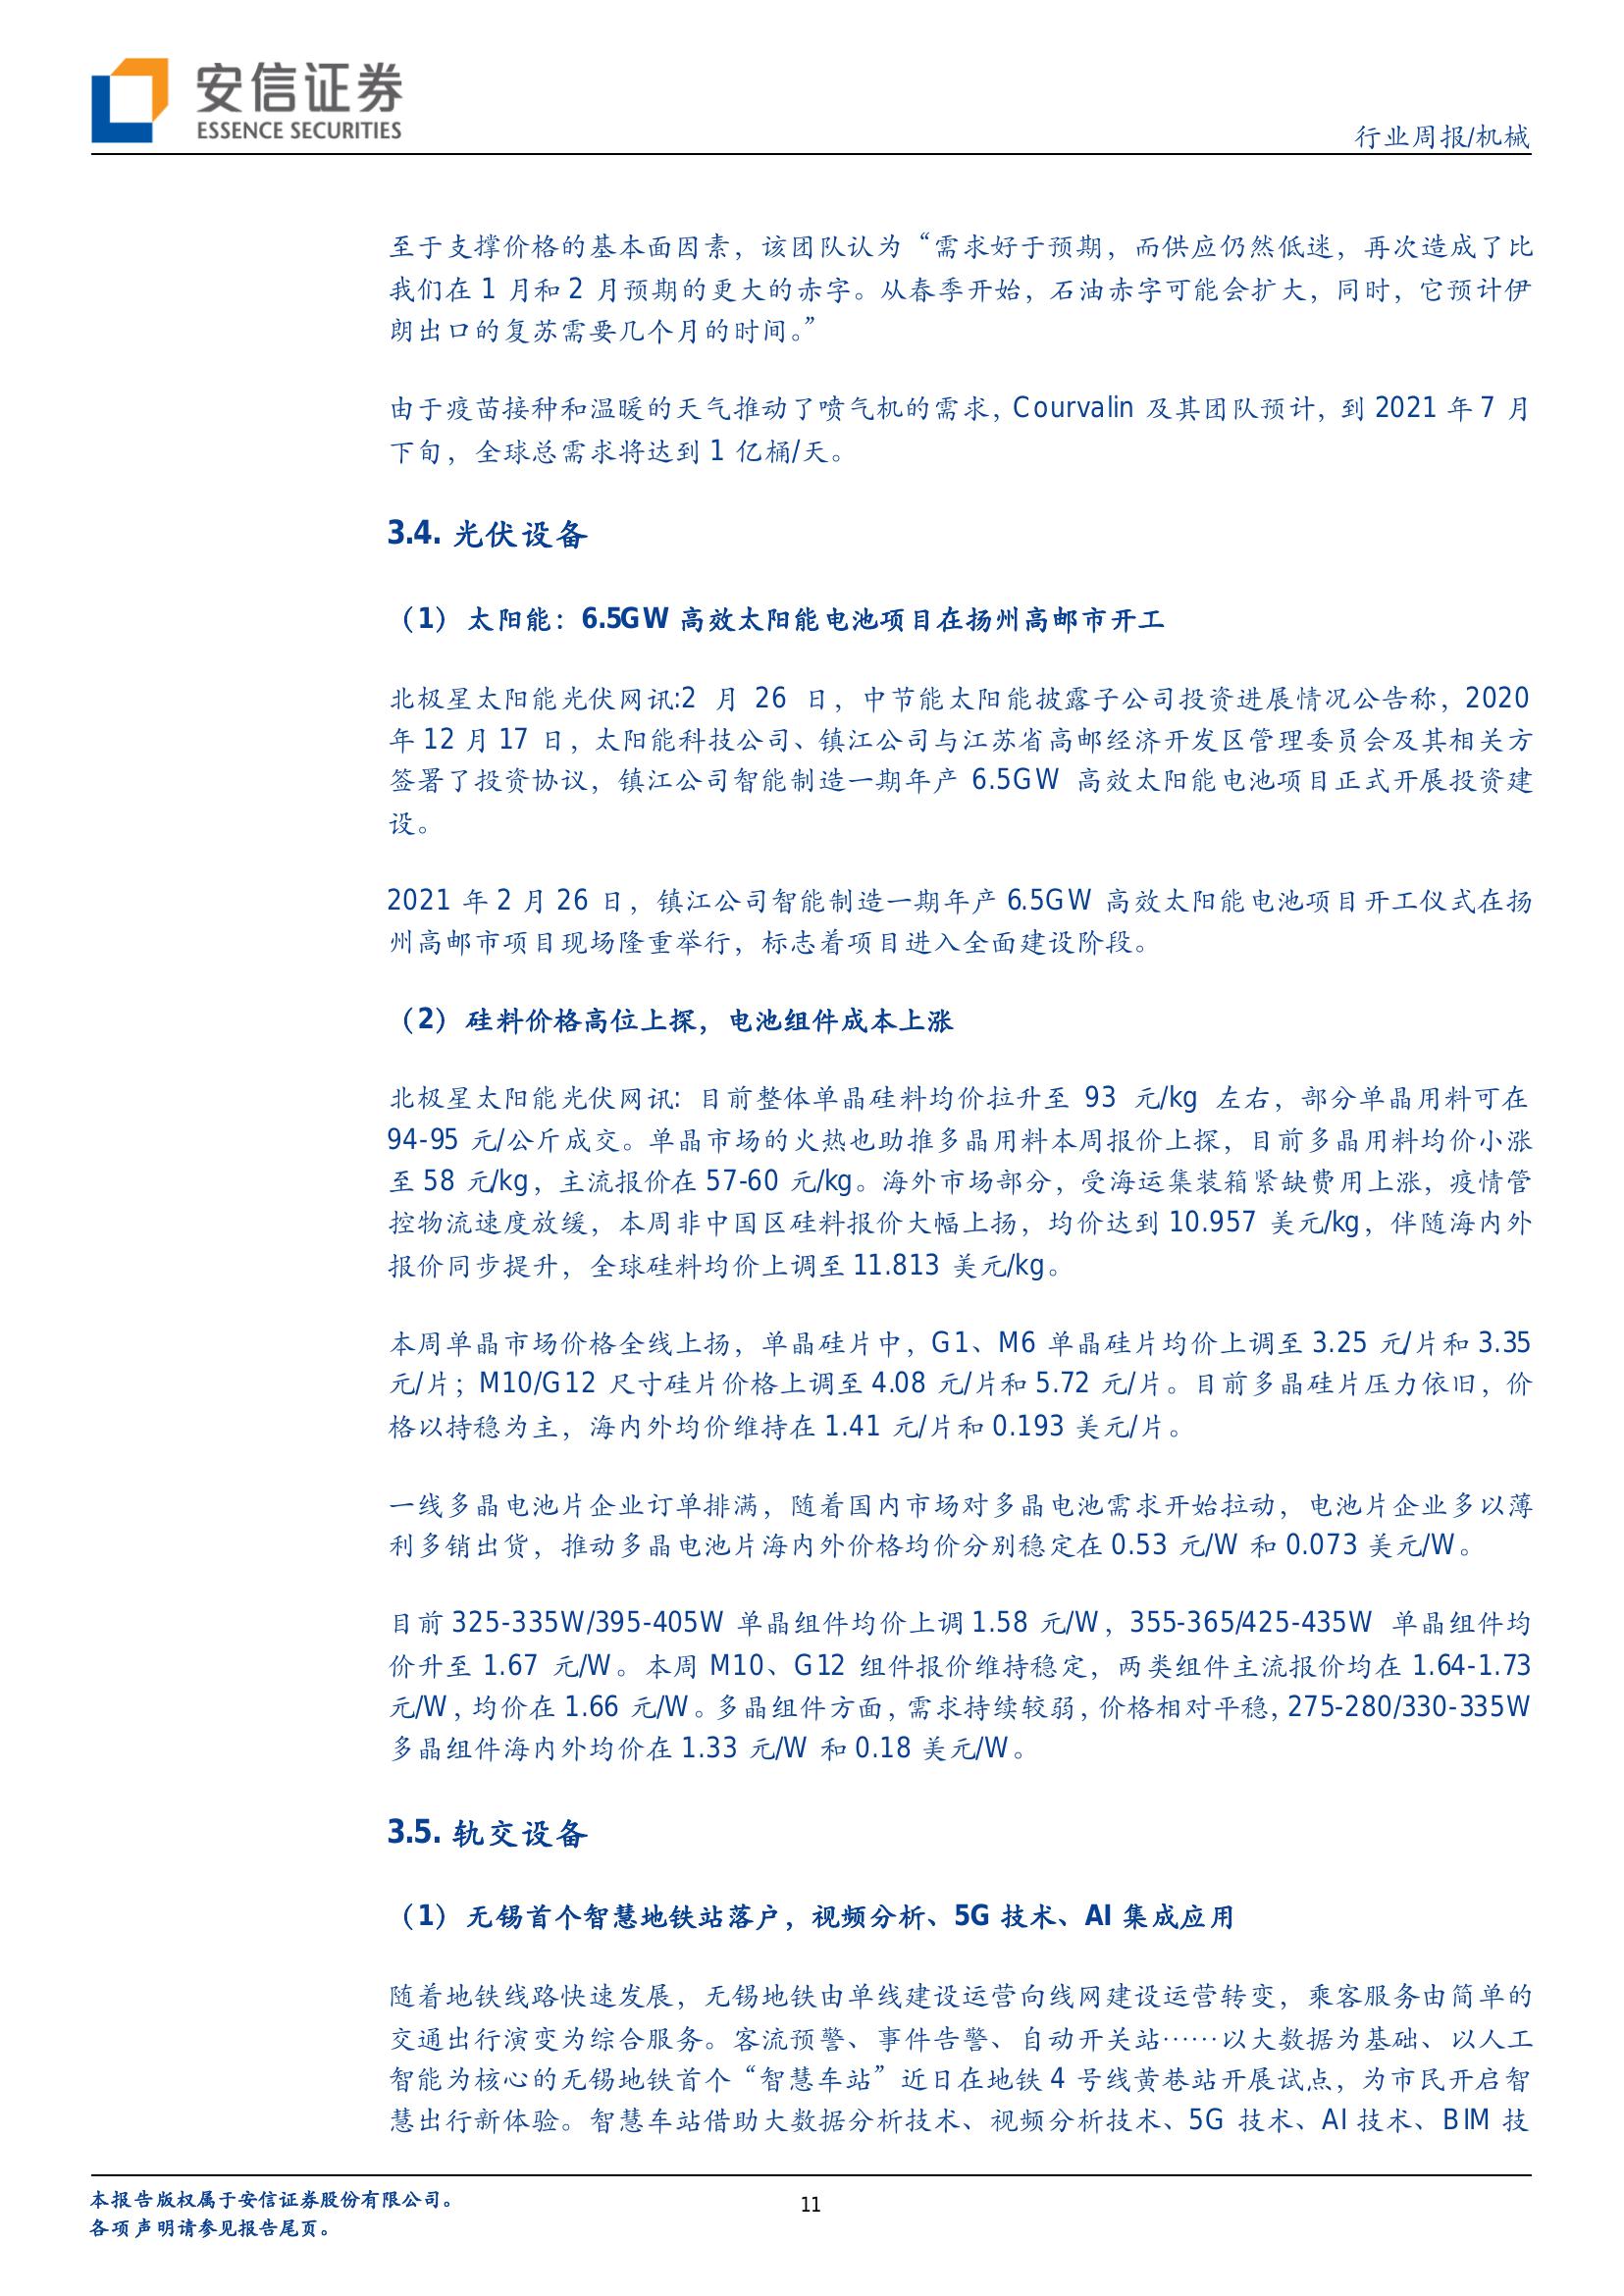 安信证券
ESSENCE SECURITIES
行业周报/机械
至于支撑价格的基本面因素，该团队认为“需求好于预期，而供应仍然低迷，再次造成了比
我们在 1 月和 2 月预期的更大的赤字。从春季开始，石油赤字可能会扩大，同时，它预计伊
朗出口的复苏需要几个月的时间。”
由于疫苗接种和温暖的天气推动了喷气机的需求，Courvalin 及其团队预计，到 2021 年 7 月
下旬，全球总需求将达到 1 亿桶/天。
3.4. 光伏设备
（1）太阳能：6.5GW 高效太阳能电池项目在扬州高邮市开工
北极星太阳能光伏网讯:2 月 26 日，中节能太阳能披露子公司投资进展情况公告称，2020
年 12 月 17 日，太阳能科技公司、镇江公司与江苏省高邮经济开发区管理委员会及其相关方
签署了投资协议，镇江公司智能制造一期年产 6.5GW 高效太阳能电池项目正式开展投资建
设。
2021 年 2 月 26 日，镇江公司智能制造一期年产 6.5GW 高效太阳能电池项目开工仪式在扬
州高邮市项目现场隆重举行，标志着项目进入全面建设阶段。
（2）硅料价格高位上探，电池组件成本上涨
北极星太阳能光伏网讯：目前整体单晶硅料均价拉升至 93 元/kg 左右，部分单晶用料可在
94-95 元/公斤成交。单晶市场的火热也助推多晶用料本周报价上探，目前多晶用料均价小涨
至 58 元/kg，主流报价在 57-60 元/kg。海外市场部分，受海运集装箱紧缺费用上涨，疫情管
控物流速度放缓，本周非中国区硅料报价大幅上扬，均价达到 10.957 美元/kg，伴随海内外
报价同步提升，全球硅料均价上调至 11.813 美元/kg。
本周单晶市场价格全线上扬，单晶硅片中，G1、M6 单晶硅片均价上调至 3.25 元/片和 3.35
元/片；M10/G12 尺寸硅片价格上调至 4.08 元/片和 5.72 元/片。目前多晶硅片压力依旧，价
格以持稳为主，海内外均价维持在 1.41 元/片和 0.193 美元/片。
一线多晶电池片企业订单排满，随着国内市场对多晶电池需求开始拉动，电池片企业多以薄
利多销出货，推动多晶电池片海内外价格均价分别稳定在 0.53 元/W 和 0.073 美元/W。
目前 325-335W/395-405W 单晶组件均价上调 1.58 元/W，355-365/425-435W 单晶组件均
价升至 1.67 元/W。本周 M10、G12 组件报价维持稳定，两类组件主流报价均在 1.64-1.73
元/W，均价在 1.66 元/W。多晶组件方面，需求持续较弱，价格相对平稳，275-280/330-335W
多晶组件海内外均价在 1.33 元/W 和 0.18 美元/W。
3.5. 轨交设备
（1）无锡首个智慧地铁站落户，视频分析、5G 技术、AI 集成应用
随着地铁线路快速发展，无锡地铁由单线建设运营向线网建设运营转变，乘客服务由简单的
交通出行演变为综合服务。客流预警、事件告警、自动开关站……以大数据为基础、以人工
智能为核心的无锡地铁首个“智慧车站”近日在地铁 4 号线黄巷站开展试点，为市民开启智
慧出行新体验。智慧车站借助大数据分析技术、视频分析技术、5G 技术、AI 技术、BIM 技
本报告版权属于安信证券股份有限公司。
各项声明请参见报告尾页。
11